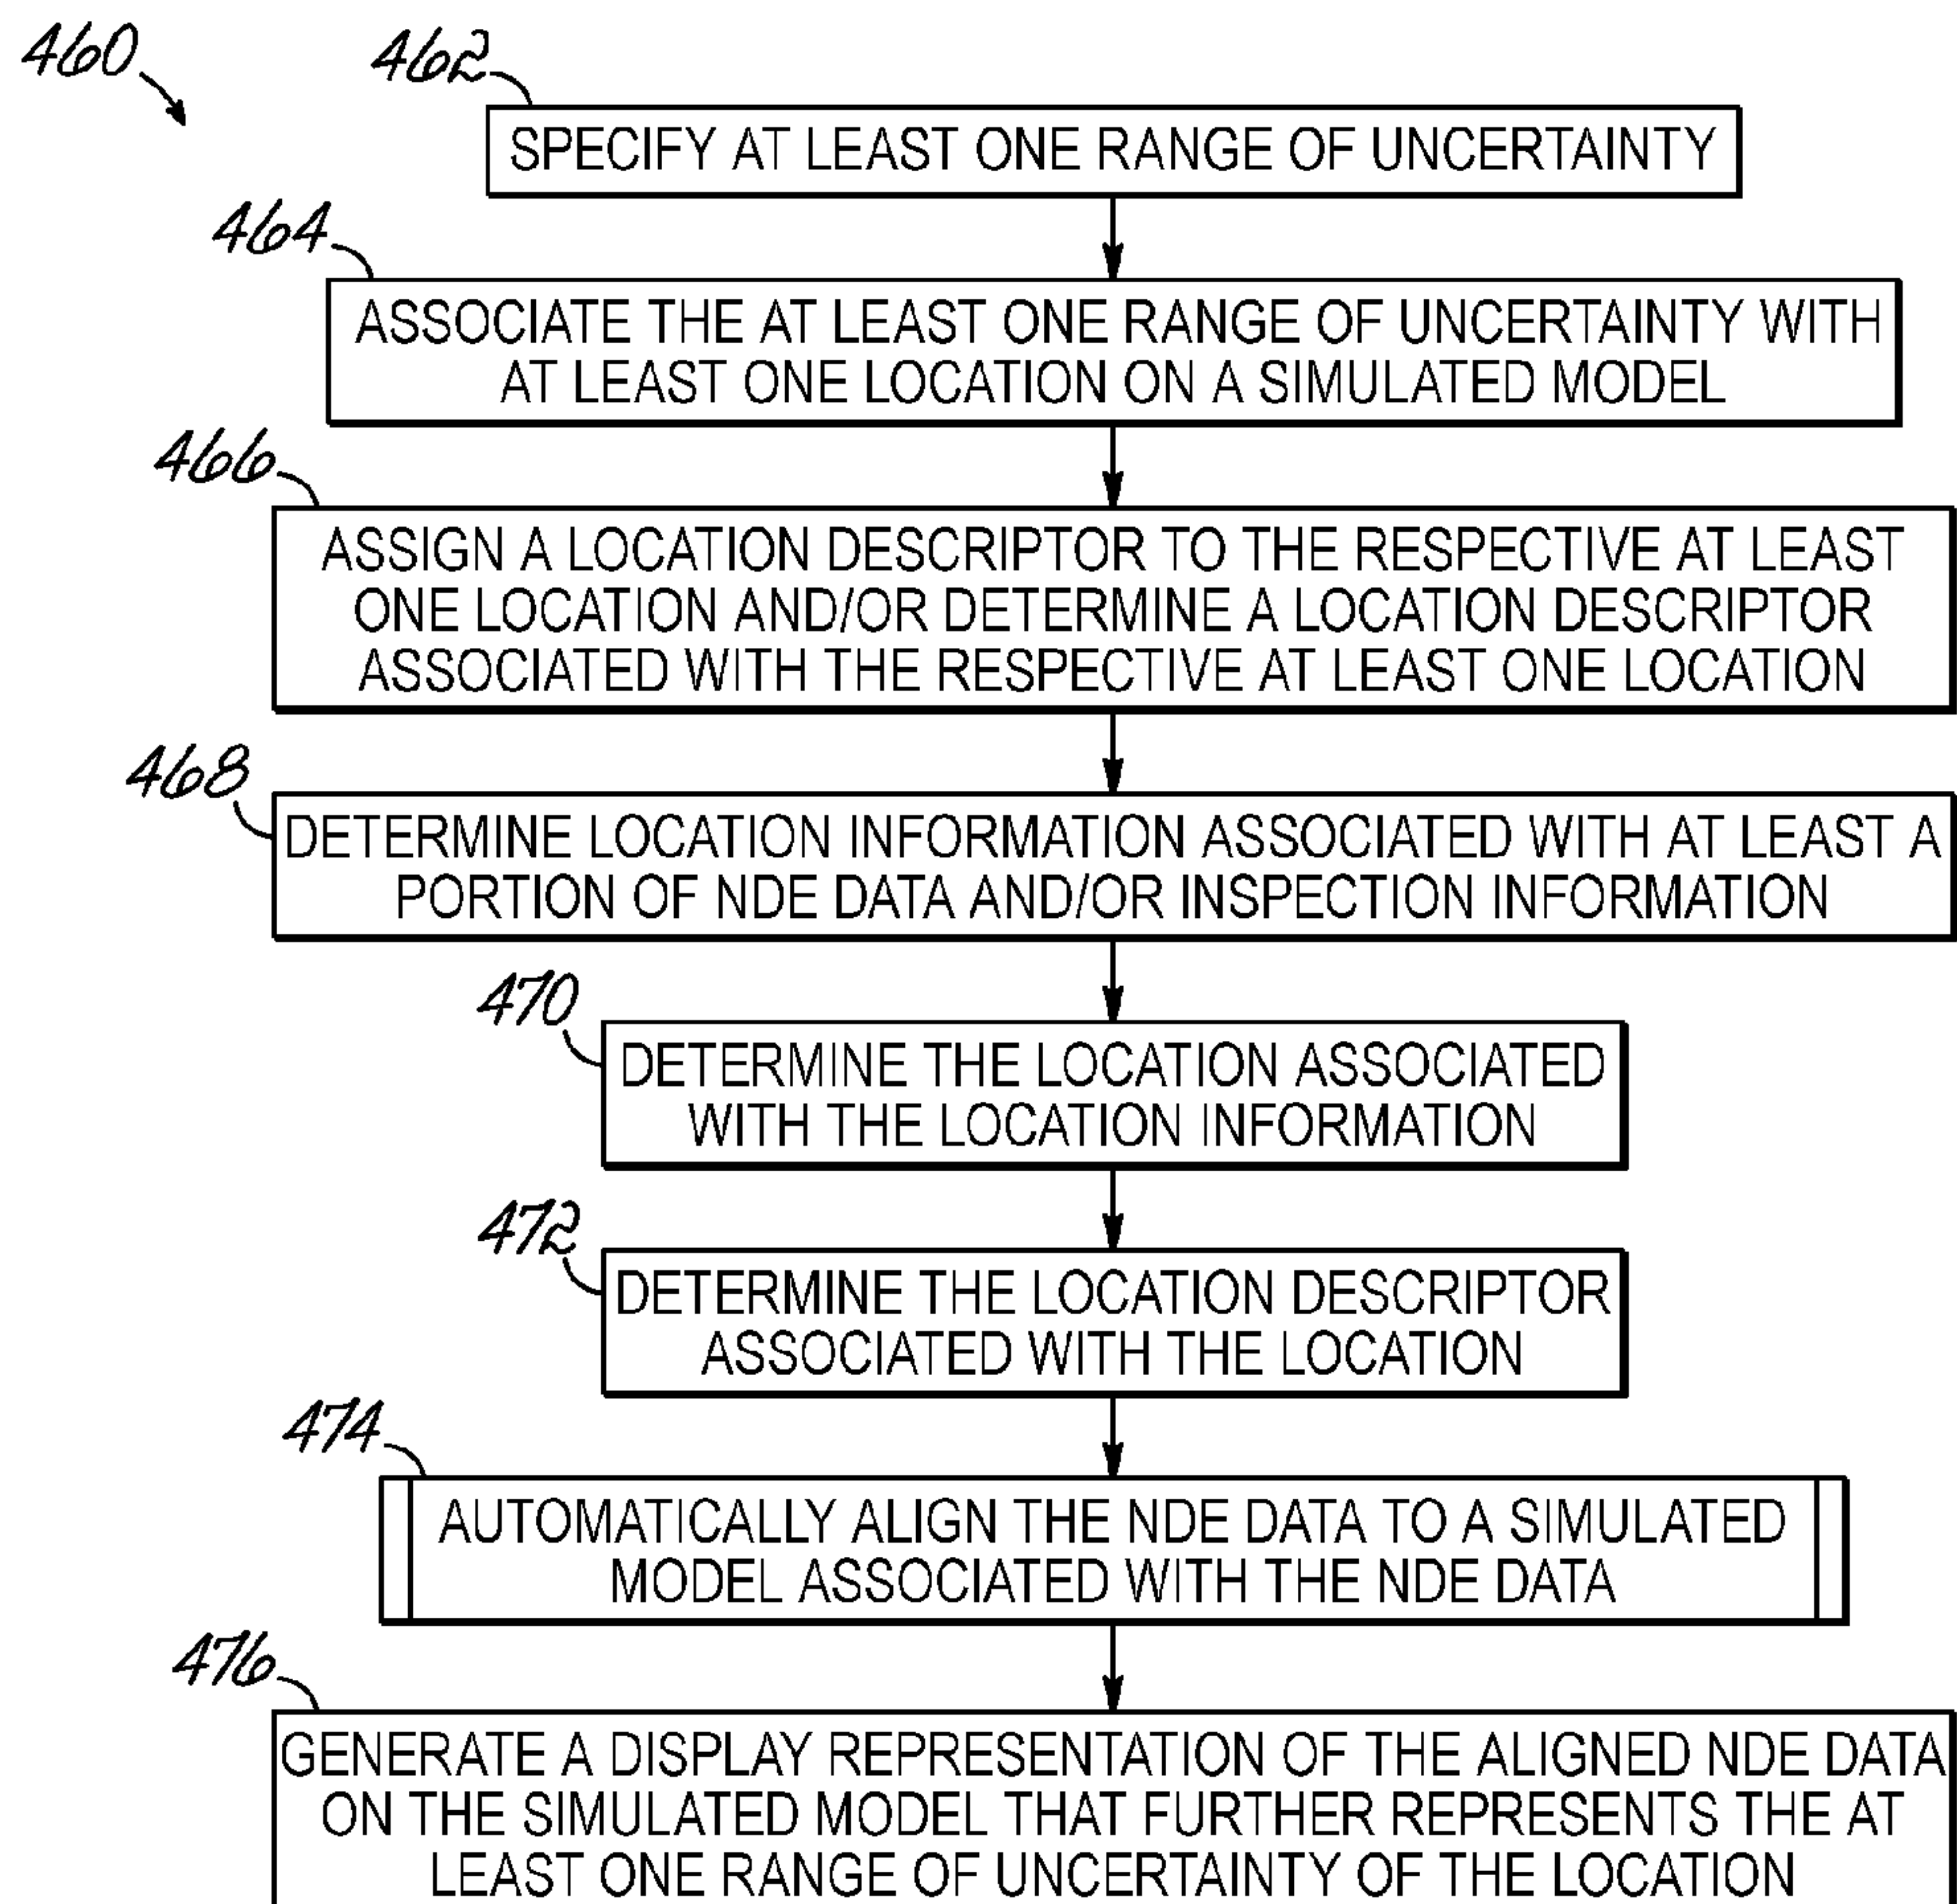 460
462
SPECIFY AT LEAST ONE RANGE OF UNCERTAINTY
464
ASSOCIATE THE AT LEAST ONE RANGE OF UNCERTAINTY WITH
AT LEAST ONE LOCATION ON A SIMULATED MODEL
466
ASSIGN A LOCATION DESCRIPTOR TO THE RESPECTIVE AT LEAST
ONE LOCATION AND/OR DETERMINE A LOCATION DESCRIPTOR
ASSOCIATED WITH THE RESPECTIVE AT LEAST ONE LOCATION
468
DETERMINE LOCATION INFORMATION ASSOCIATED WITH AT LEAST A
PORTION OF NDE DATA AND/OR INSPECTION INFORMATION
470
DETERMINE THE LOCATION ASSOCIATED
WITH THE LOCATION INFORMATION
472
DETERMINE THE LOCATION DESCRIPTOR
ASSOCIATED WITH THE LOCATION
474
AUTOMATICALLY ALIGN THE NDE DATA TO A SIMULATED
MODEL ASSOCIATED WITH THE NDE DATA
476
GENERATE A DISPLAY REPRESENTATION OF THE ALIGNED NDE DATA
ON THE SIMULATED MODEL THAT FURTHER REPRESENTS THE AT
LEAST ONE RANGE OF UNCERTAINTY OF THE LOCATION